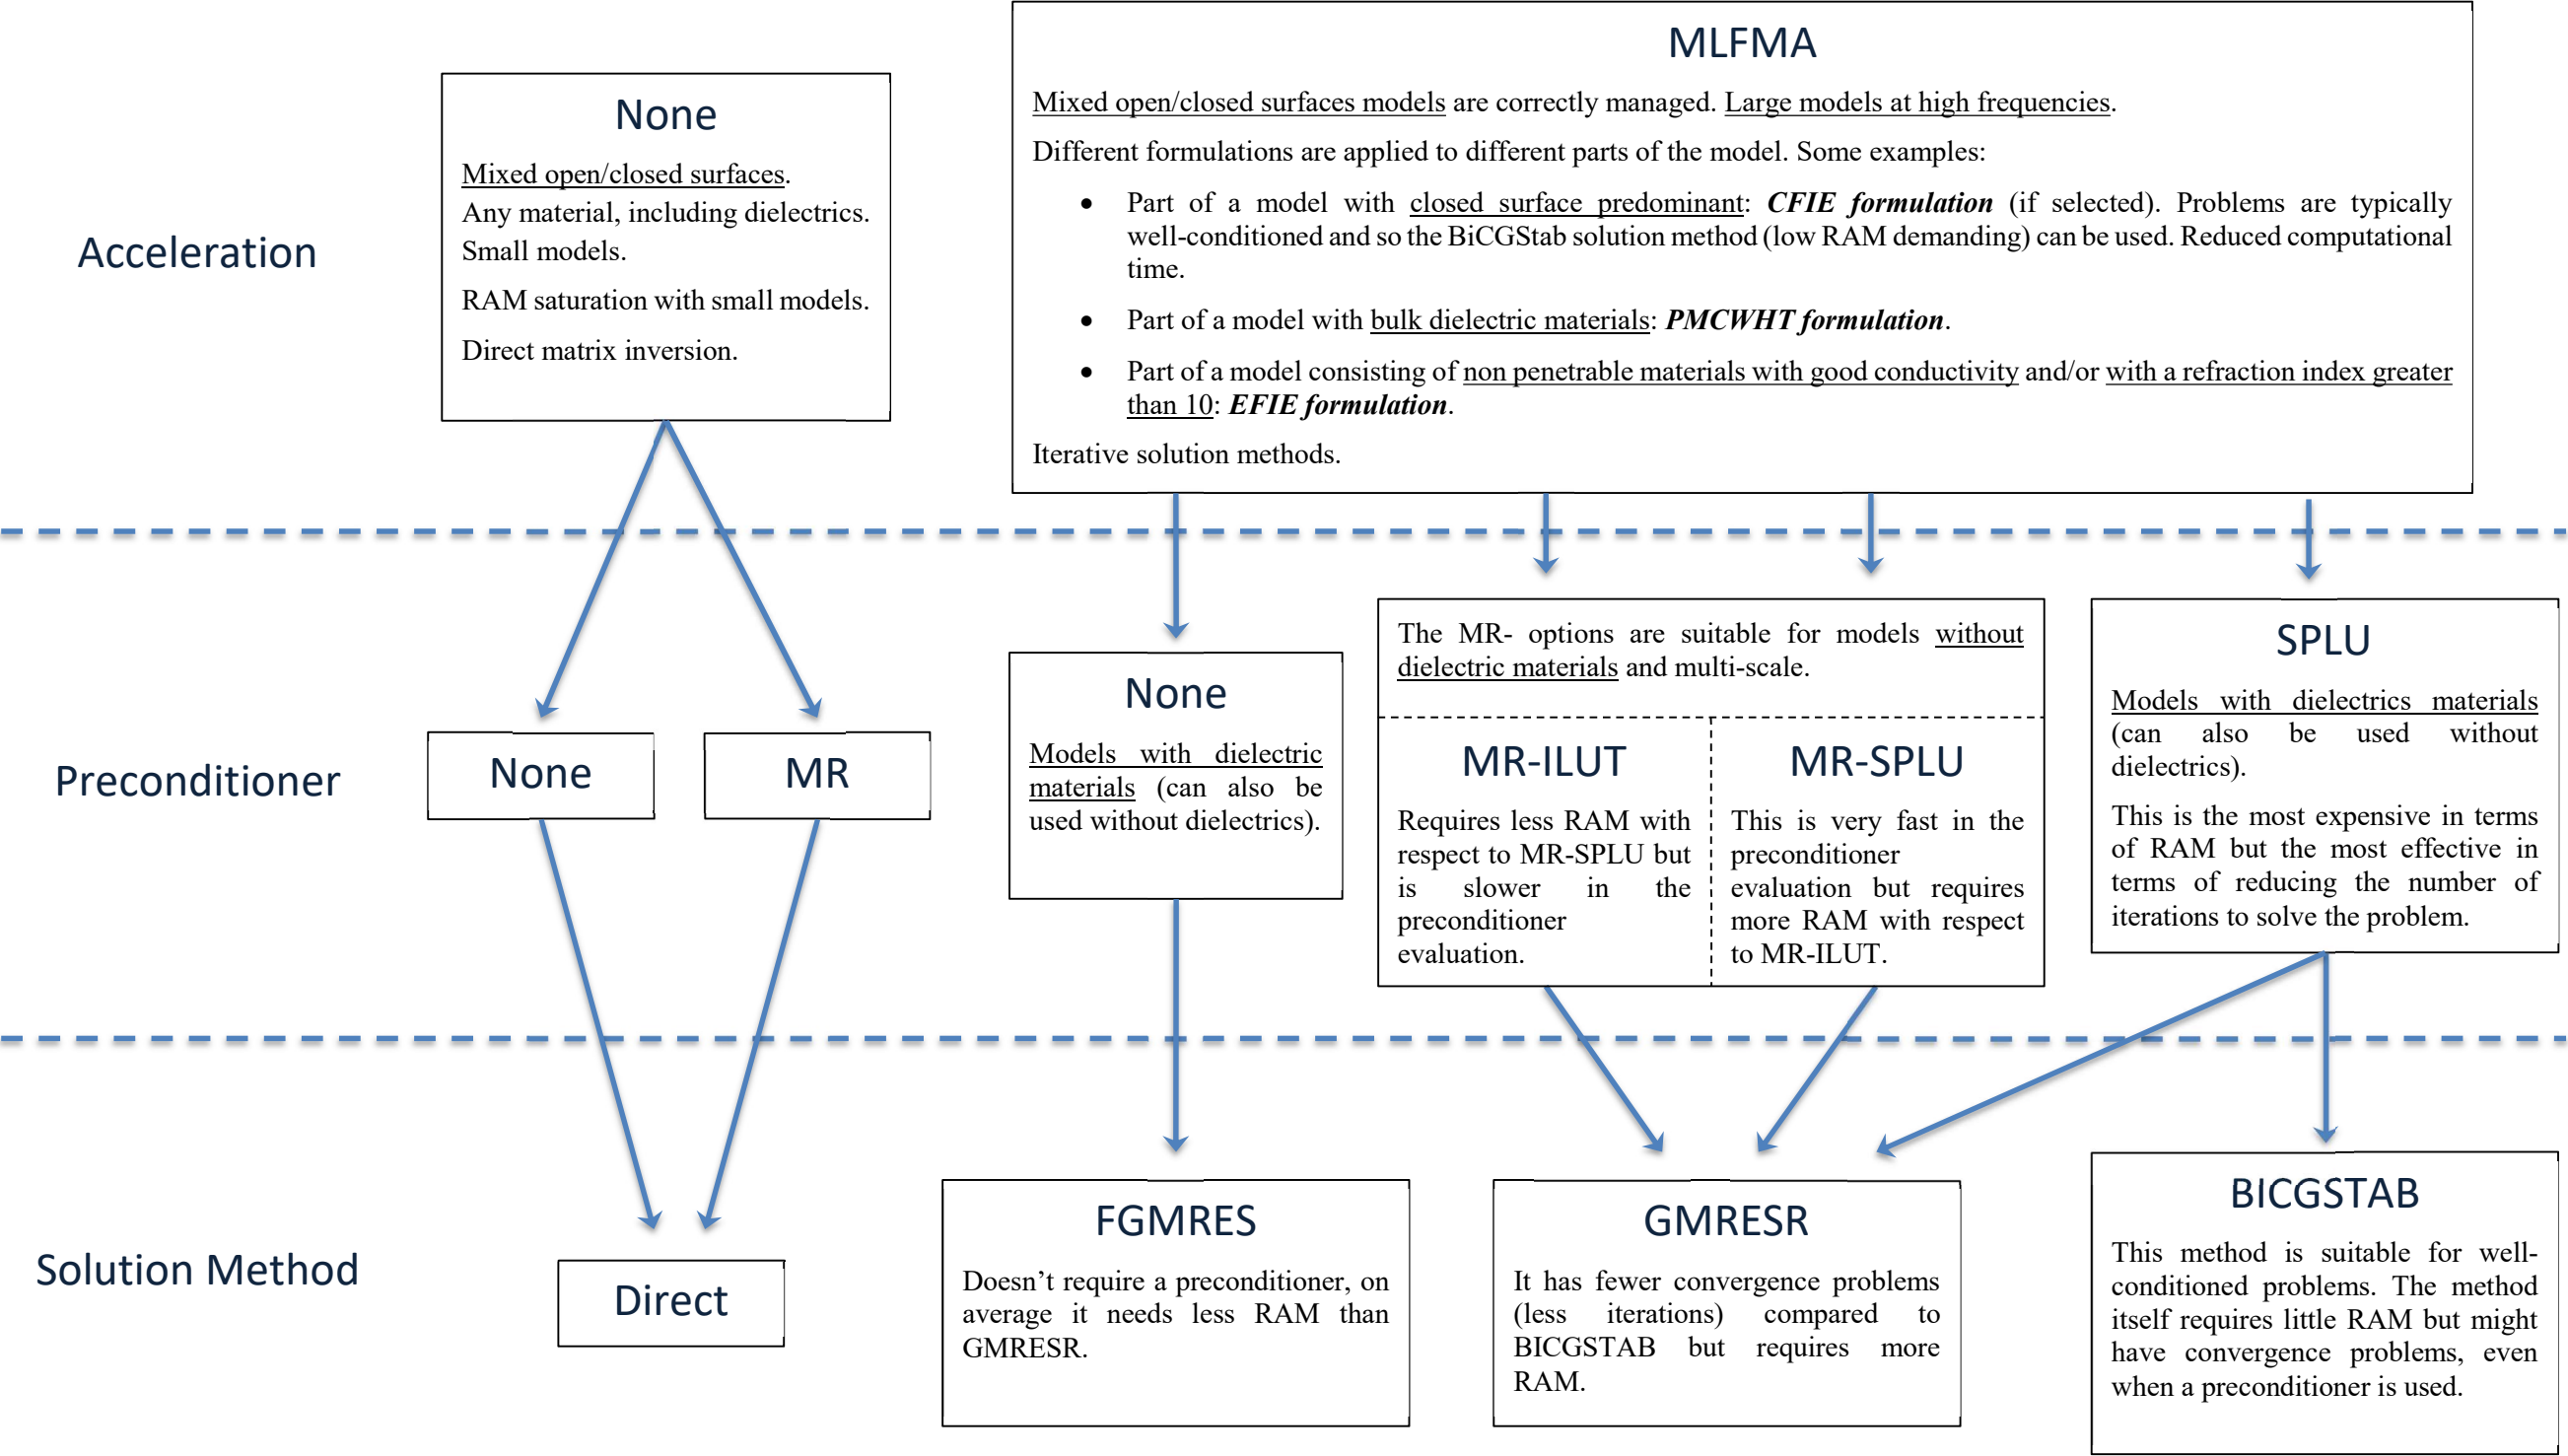 Acceleration
None
Mixed open/closed surfaces.
Any material, including dielectrics.
Small models.
RAM saturation with small models.
Direct matrix inversion.
MLFMA
Mixed open/closed surfaces models are correctly managed. Large models at high frequencies.
Different formulations are applied to different parts of the model. Some examples:
• Part of a model with closed surface predominant: CFIE formulation (if selected). Problems are typically
well-conditioned and so the BiCGStab solution method (low RAM demanding) can be used. Reduced computational
time.
• Part of a model with bulk dielectric materials: PMCWHT formulation.
• Part of a model consisting of non penetrable materials with good conductivity and/or with a refraction index greater
than 10: EFIE formulation.
Iterative solution methods.
Preconditioner
None
MR
None
Models with dielectric
materials (can also be
used without dielectrics).
The MR- options are suitable for models without
dielectric materials and multi-scale.
MR-ILUT
Requires less RAM with
respect to MR-SPLU but
is slower in the
preconditioner
evaluation.
MR-SPLU
This is very fast in the
preconditioner
evaluation but requires
more RAM with respect
to MR-ILUT.
SPLU
Models with dielectrics materials
(can also be used without
dielectrics).
This is the most expensive in terms
of RAM but the most effective in
terms of reducing the number of
iterations to solve the problem.
Solution Method
Direct
FGMRES
Doesn't require a preconditioner, on
average it needs less RAM than
GMRESR.
GMRESR
It has fewer convergence problems
(less iterations) compared to
BICGSTAB but requires more
RAM.
BICGSTAB
This method is suitable for well-
conditioned problems. The method
itself requires little RAM but might
have convergence problems, even
when a preconditioner is used.